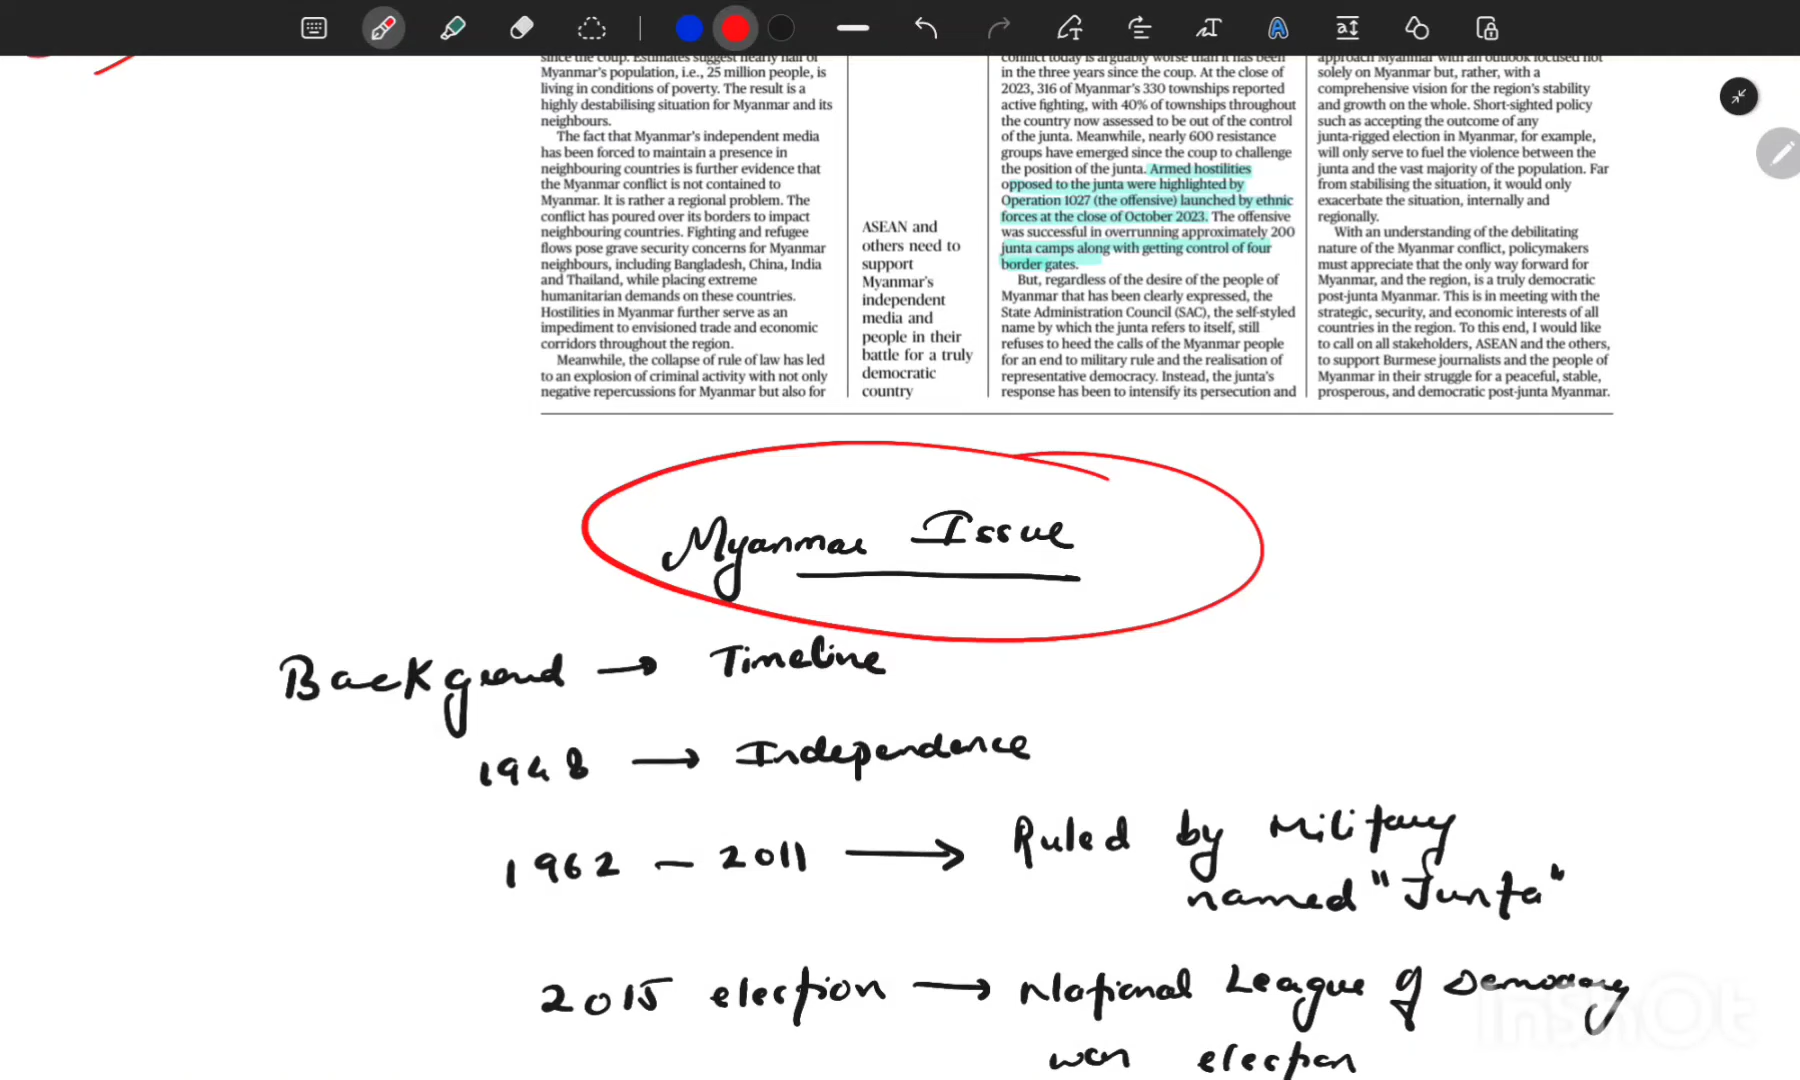 since the coup. Estimates suggest nearly half of
Myanmar's population, i.e., 25 million people, is
living in conditions of poverty. The result is a
highly destabilising situation for Myanmar and its
neighbours.
The fact that Myanmar's independent media
has been forced to maintain a presence in
neighbouring countries is further evidence that
the Myanmar conflict is not contained to
Myanmar. It is rather a regional problem. The
conflict has poured over its borders to impact
neighbouring countries. Fighting and refugee
flows pose grave security concerns for Myanmar
neighbours, including Bangladesh, China, India
and Thailand, while placing extreme
humanitarian demands on these countries.
Hostilities in Myanmar further serve as an
impediment to envisioned trade and economic
corridors throughout the region.
Meanwhile, the collapse of rule of law has led
to an explosion of criminal activity with not only
negative repercussions for Myanmar but also for
ASEAN and
others need to
support
Myanmar's
independent
media and
people in their
battle for a truly
democratic
country
conflict today is arguably worse than it has been
in the three years since the coup. At the close of
2023, 316 of Myanmar's 330 townships reported
active fighting, with 40% of townships throughout
the country now assessed to be out of the control
of the junta. Meanwhile, nearly 600 resistance
groups have emerged since the coup to challenge
the position of the junta. Armed hostilities
opposed to the junta were highlighted by
Operation 1027 (the offensive) launched by ethnic
forces at the close of October 2023. The offensive
was successful in overrunning approximately 200
junta camps along with getting control of four
border gates.
But, regardless of the desire of the people of
Myanmar that has been clearly expressed, the
State Administration Council (SAC), the self-styled
name by which the junta refers to itself, still
refuses to heed the calls of the Myanmar people
for an end to military rule and the realisation of
representative democracy. Instead, the junta's
response has been to intensify its persecution and
approach Myanmar with an outlook focused not
solely on Myanmar but, rather, with a
comprehensive vision for the region's stability
and growth on the whole. Short-sighted policy
such as accepting the outcome of any
junta-rigged election in Myanmar, for example,
will only serve to fuel the violence between the
junta and the vast majority of the population. Far
from stabilising the situation, it would only
exacerbate the situation, internally and
regionally.
With an understanding of the debilitating
nature of the Myanmar conflict, policymakers
must appreciate that the only way forward for
Myanmar, and the region, is a truly democratic
post-junta Myanmar. This is in meeting with the
strategic, security, and economic interests of all
countries in the region. To this end, I would like
to call on all stakeholders, ASEAN and the others,
to support Burmese journalists and the people of
Myanmar in their struggle for a peaceful, stable,
prosperous, and democratic post-junta Myanmar.
Myanmar Issue
Background → Timeline
1948 → Independence
1962 - 2011 → Ruled by Military
named "Junta"
2015 election → National League of Democracy
won election
InShOt